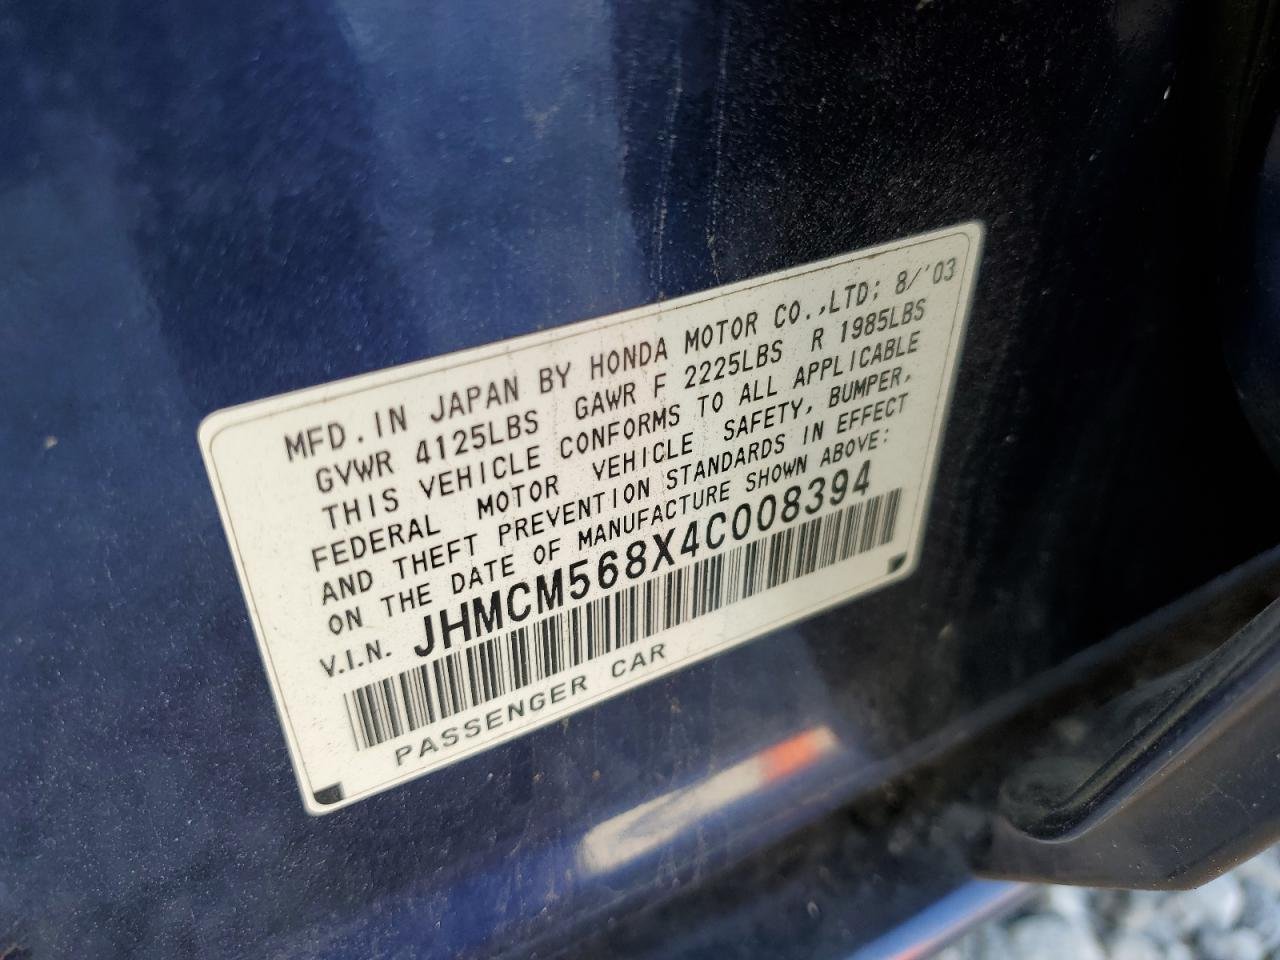 MFD. IN JAPAN BY HONDA MOTOR CO.,LTD; 8/'03
GVWR 4125LBS GAWR F 2225LBS R 1985LBS
THIS VEHICLE CONFORMS TO ALL APPLICABLE
FEDERAL MOTOR VEHICLE SAFETY, BUMPER,
AND THEFT PREVENTION STANDARDS IN EFFECT
ON THE DATE OF MANUFACTURE SHOWN ABOVE:
V.I.N. JHMCM568X4C008394
PASSENGER CAR